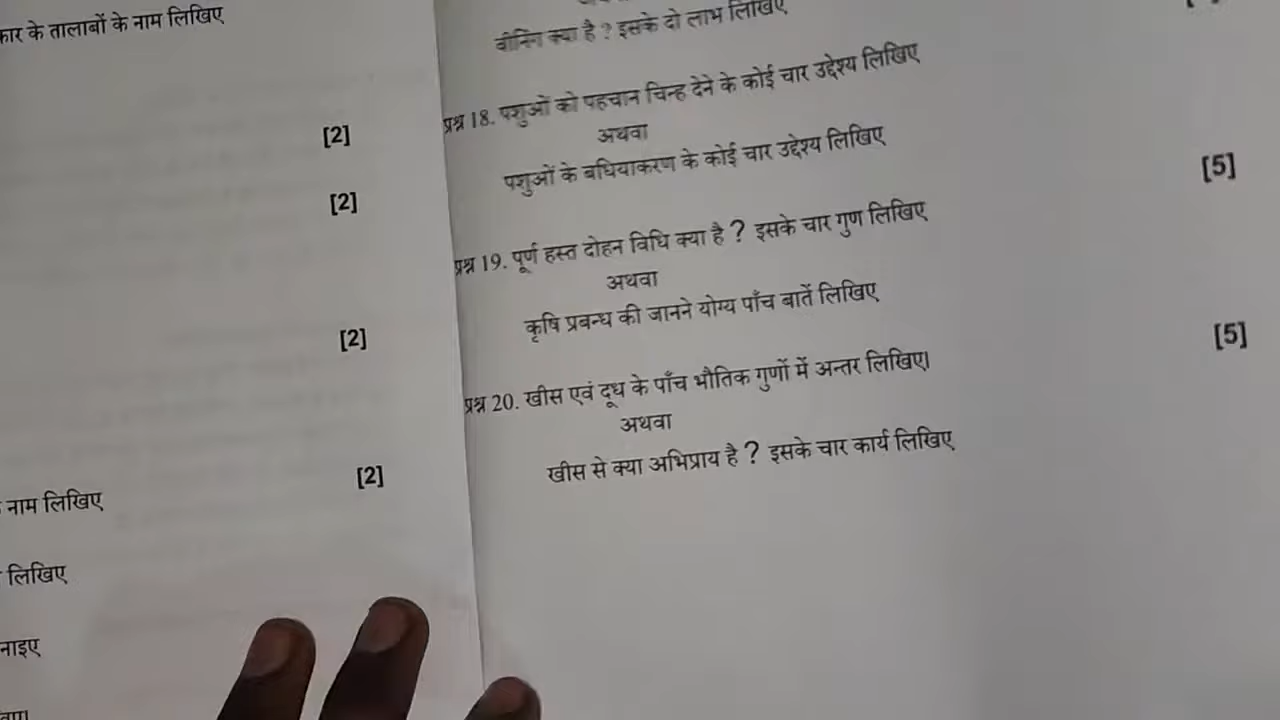 कार के तालाबों के नाम लिखिए
[2]
[2]
[2]
[2]
नाम लिखिए
लिखिए
वीनिंग क्या है ? इसके दो लाभ लिखिए
प्रश्न 18. पशुओं को पहचान चिन्ह देने के कोई चार उद्देश्य लिखिए
अथवा
पशुओं के बधियाकरण के कोई चार उद्देश्य लिखिए
[5]
प्रश्न 19. पूर्ण हस्त दोहन विधि क्या है ? इसके चार गुण लिखिए
अथवा
कृषि प्रबन्ध की जानने योग्य पाँच बातें लिखिए
[5]
प्रश्न 20. खीस एवं दूध के पाँच भौतिक गुणों में अन्तर लिखिए।
अथवा
खीस से क्या अभिप्राय है ? इसके चार कार्य लिखिए